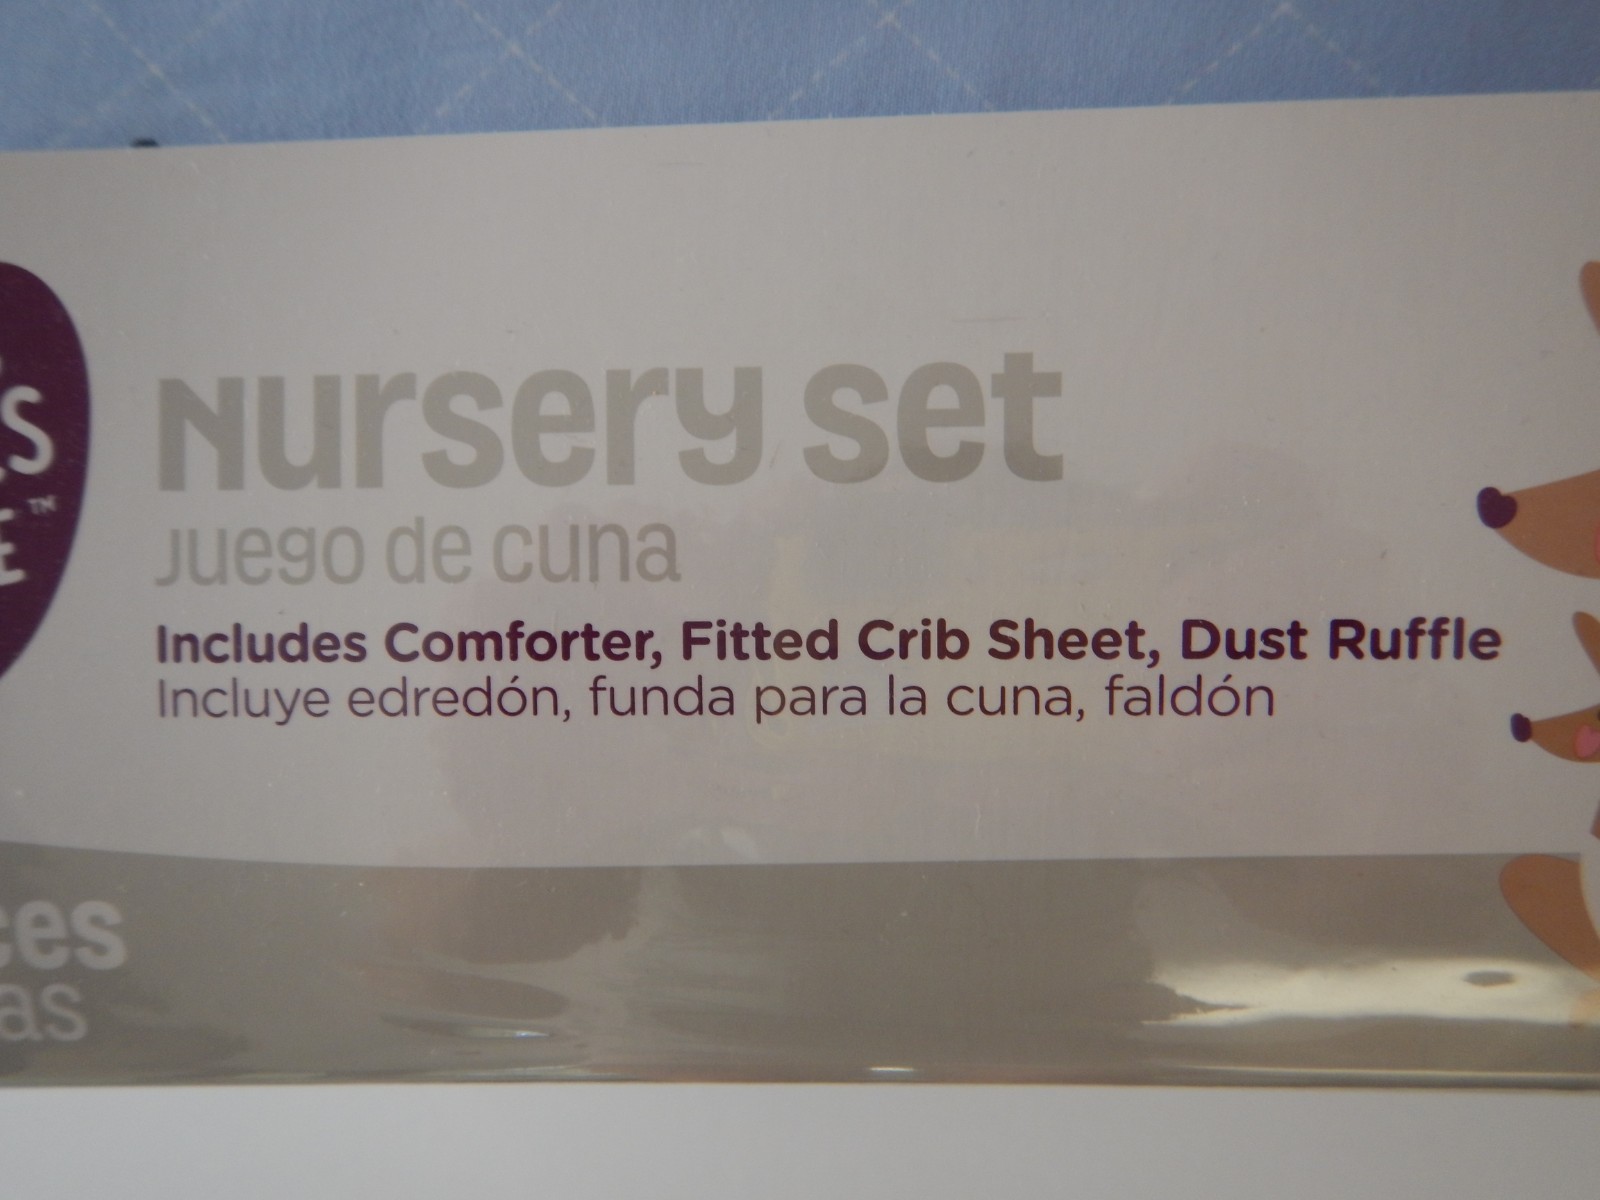 Nursery set
Juego de cuna
Includes Comforter, Fitted Crib Sheet, Dust Ruffle
Incluye edredón, funda para la cuna, faldón
TM